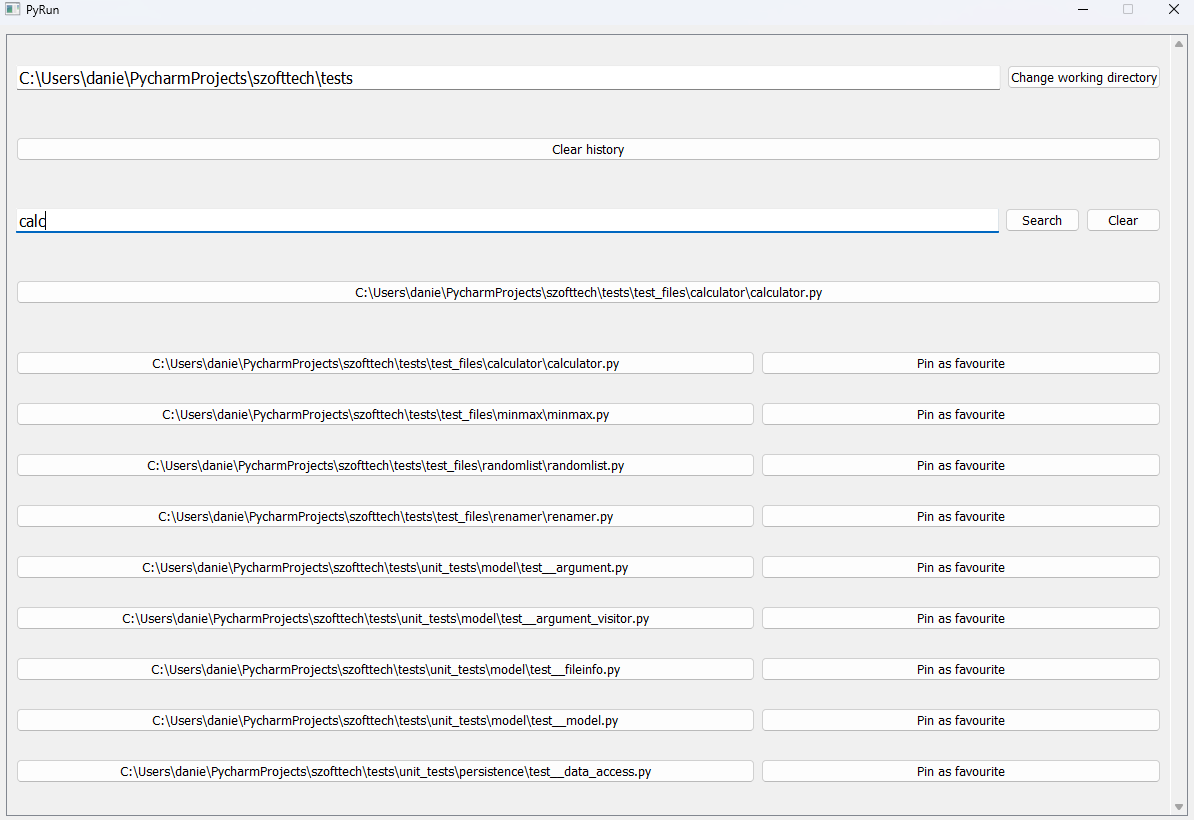 PyRun
C:\Users\danie\PycharmProjects\szofttech\tests Change working directory
Clear history
calc Search Clear
C:\Users\danie\PycharmProjects\szofttech\tests\test_files\calculator\calculator.py
C:\Users\danie\PycharmProjects\szofttech\tests\test_files\calculator\calculator.py Pin as favourite
C:\Users\danie\PycharmProjects\szofttech\tests\test_files\minmax\minmax.py Pin as favourite
C:\Users\danie\PycharmProjects\szofttech\tests\test_files\randomlist\randomlist.py Pin as favourite
C:\Users\danie\PycharmProjects\szofttech\tests\test_files\renamer\renamer.py Pin as favourite
C:\Users\danie\PycharmProjects\szofttech\tests\unit_tests\model\test__argument.py Pin as favourite
C:\Users\danie\PycharmProjects\szofttech\tests\unit_tests\model\test__argument_visitor.py Pin as favourite
C:\Users\danie\PycharmProjects\szofttech\tests\unit_tests\model\test__fileinfo.py Pin as favourite
C:\Users\danie\PycharmProjects\szofttech\tests\unit_tests\model\test__model.py Pin as favourite
C:\Users\danie\PycharmProjects\szofttech\tests\unit_tests\persistence\test__data_access.py Pin as favourite